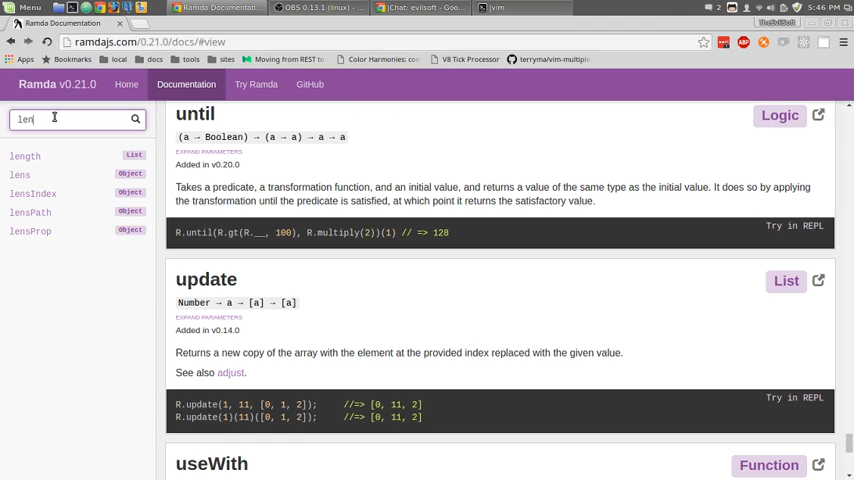 Menu
Ramda Documentatio...
OBS 0.13.1 (linux) - ...
jChat: evilsoft - Goo...
vim
2
5:46 PM
Ramda Documentation
TheEvilSoft
ramdajs.com/0.21.0/docs/#view
Apps
Bookmarks
local
docs
tools
sites
Moving from REST to
Color Harmonies: com
V8 Tick Processor
terryma/vim-multiple
Ramda v0.21.0
Home
Documentation
Try Ramda
GitHub
len
length List
lens Object
lensIndex Object
lensPath Object
lensProp Object
until
Logic
(a → Boolean) → (a → a) → a → a
EXPAND PARAMETERS
Added in v0.20.0
Takes a predicate, a transformation function, and an initial value, and returns a value of the same type as the initial value. It does so by applying
the transformation until the predicate is satisfied, at which point it returns the satisfactory value.
Try in REPL
R.until(R.gt(R.__, 100), R.multiply(2))(1) // => 128
update
List
Number → a → [a] → [a]
EXPAND PARAMETERS
Added in v0.14.0
Returns a new copy of the array with the element at the provided index replaced with the given value.
See also adjust.
Try in REPL
R.update(1, 11, [0, 1, 2]); //=> [0, 11, 2]
R.update(1)(11)([0, 1, 2]); //=> [0, 11, 2]
useWith
Function